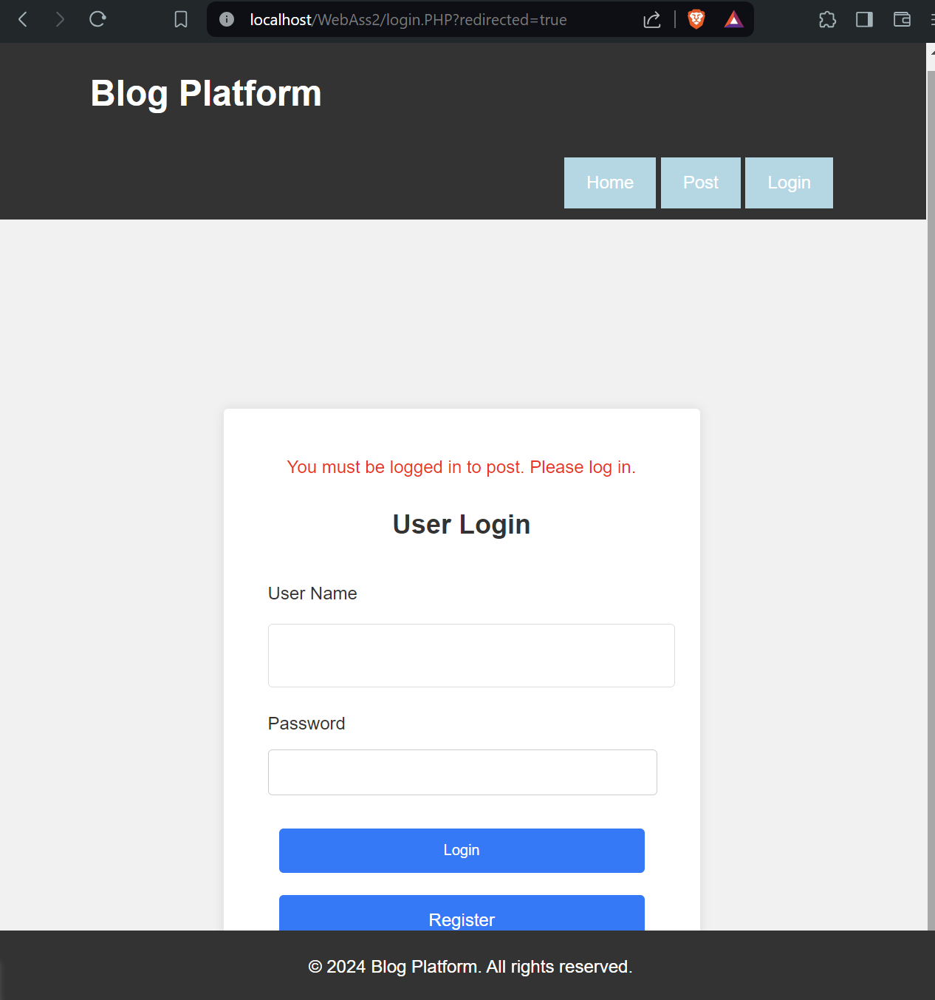 localhost/WebAss2/login.PHP?redirected=true
Blog Platform
Home Post Login
You must be logged in to post. Please log in.
User Login
User Name
Password
Login
Register
© 2024 Blog Platform. All rights reserved.